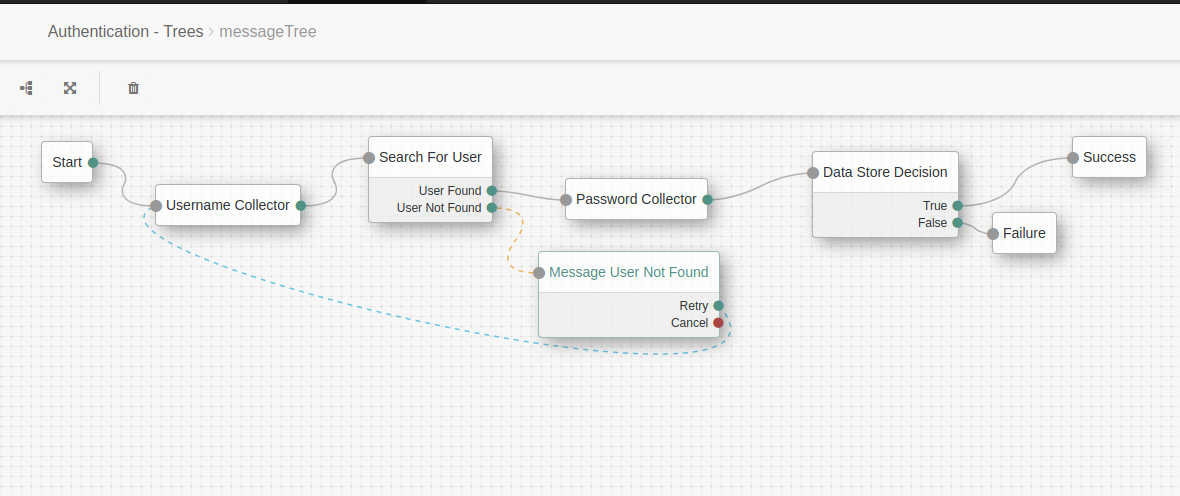 Authentication - Trees › messageTree
Start
Username Collector
Search For User
User Found
User Not Found
Password Collector
Message User Not Found
Retry
Cancel
Data Store Decision
True
False
Success
Failure